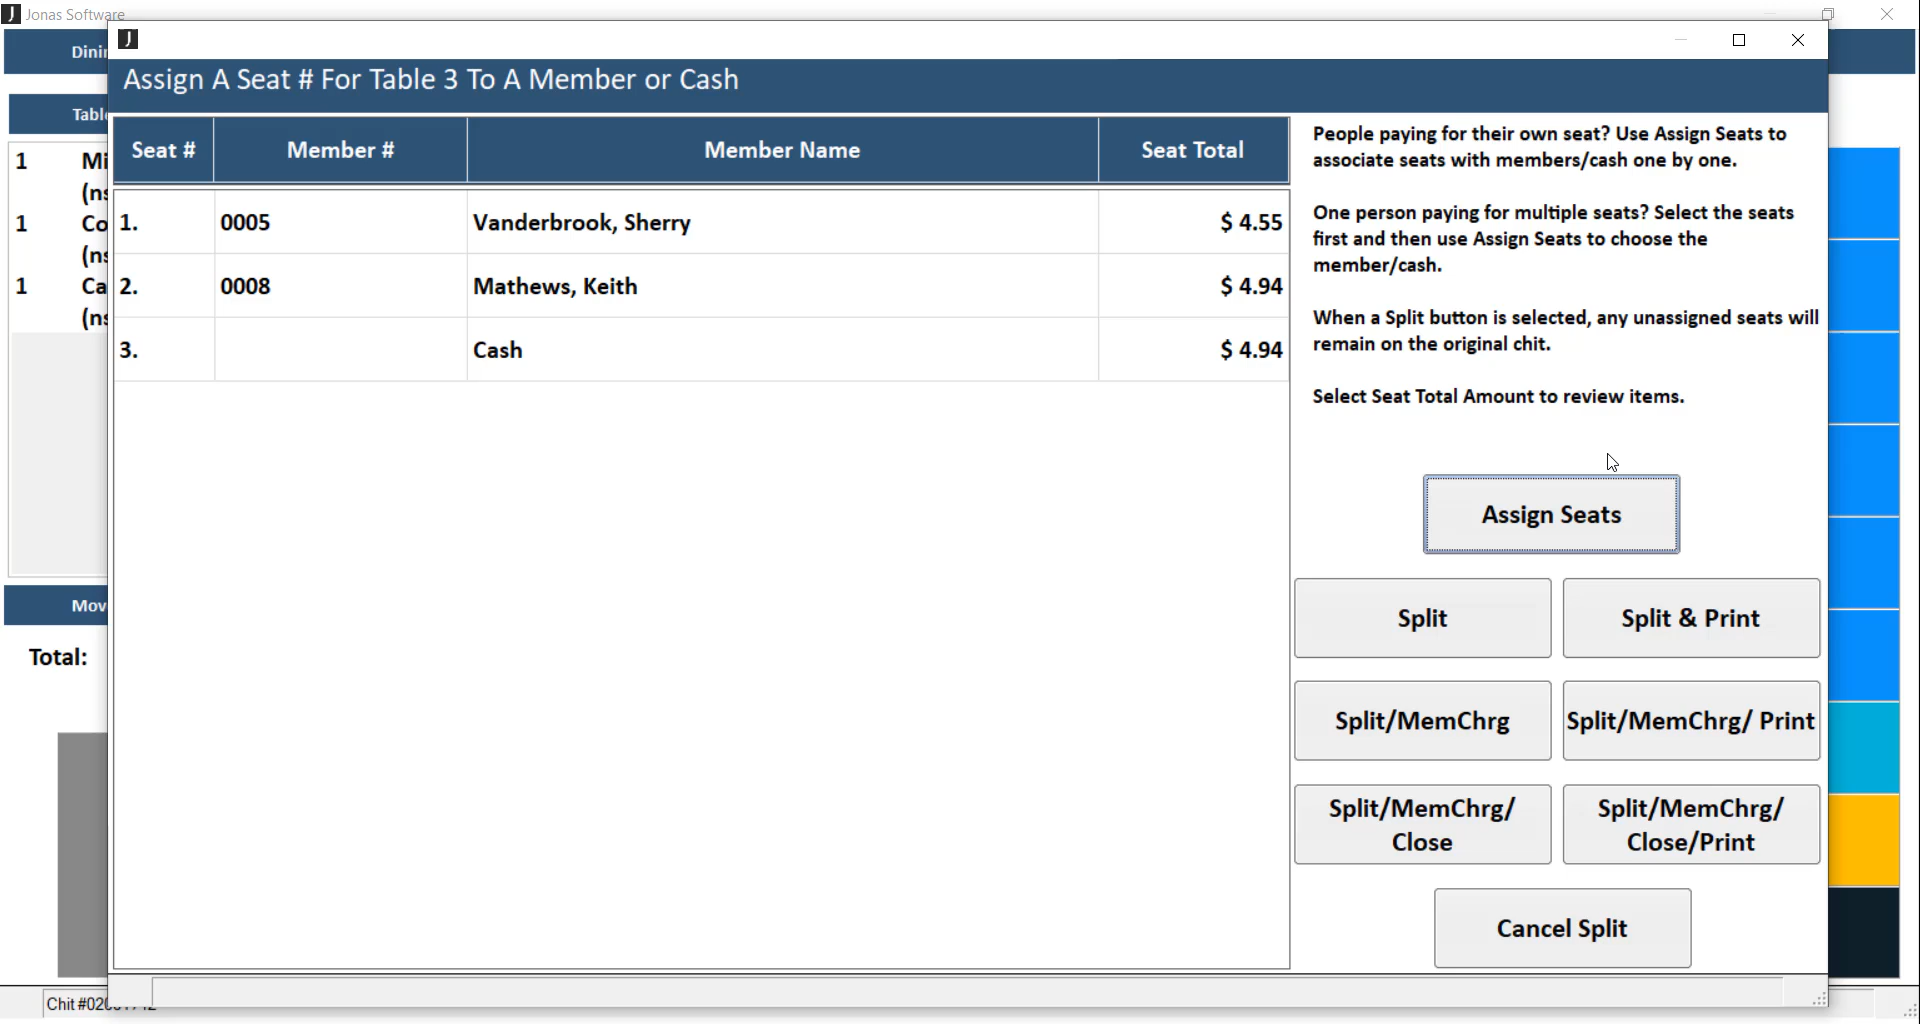 Jonas Software
Assign A Seat # For Table 3 To A Member or Cash
Seat # Member # Member Name Seat Total
1. 0005 Vanderbrook, Sherry $ 4.55
2. 0008 Mathews, Keith $ 4.94
3. Cash $ 4.94
People paying for their own seat? Use Assign Seats to
associate seats with members/cash one by one.
One person paying for multiple seats? Select the seats
first and then use Assign Seats to choose the
member/cash.
When a Split button is selected, any unassigned seats will
remain on the original chit.
Select Seat Total Amount to review items.
Assign Seats
Split
Split & Print
Split/MemChrg
Split/MemChrg/ Print
Split/MemChrg/
Close
Split/MemChrg/
Close/Print
Cancel Split
1
1
1
Total: